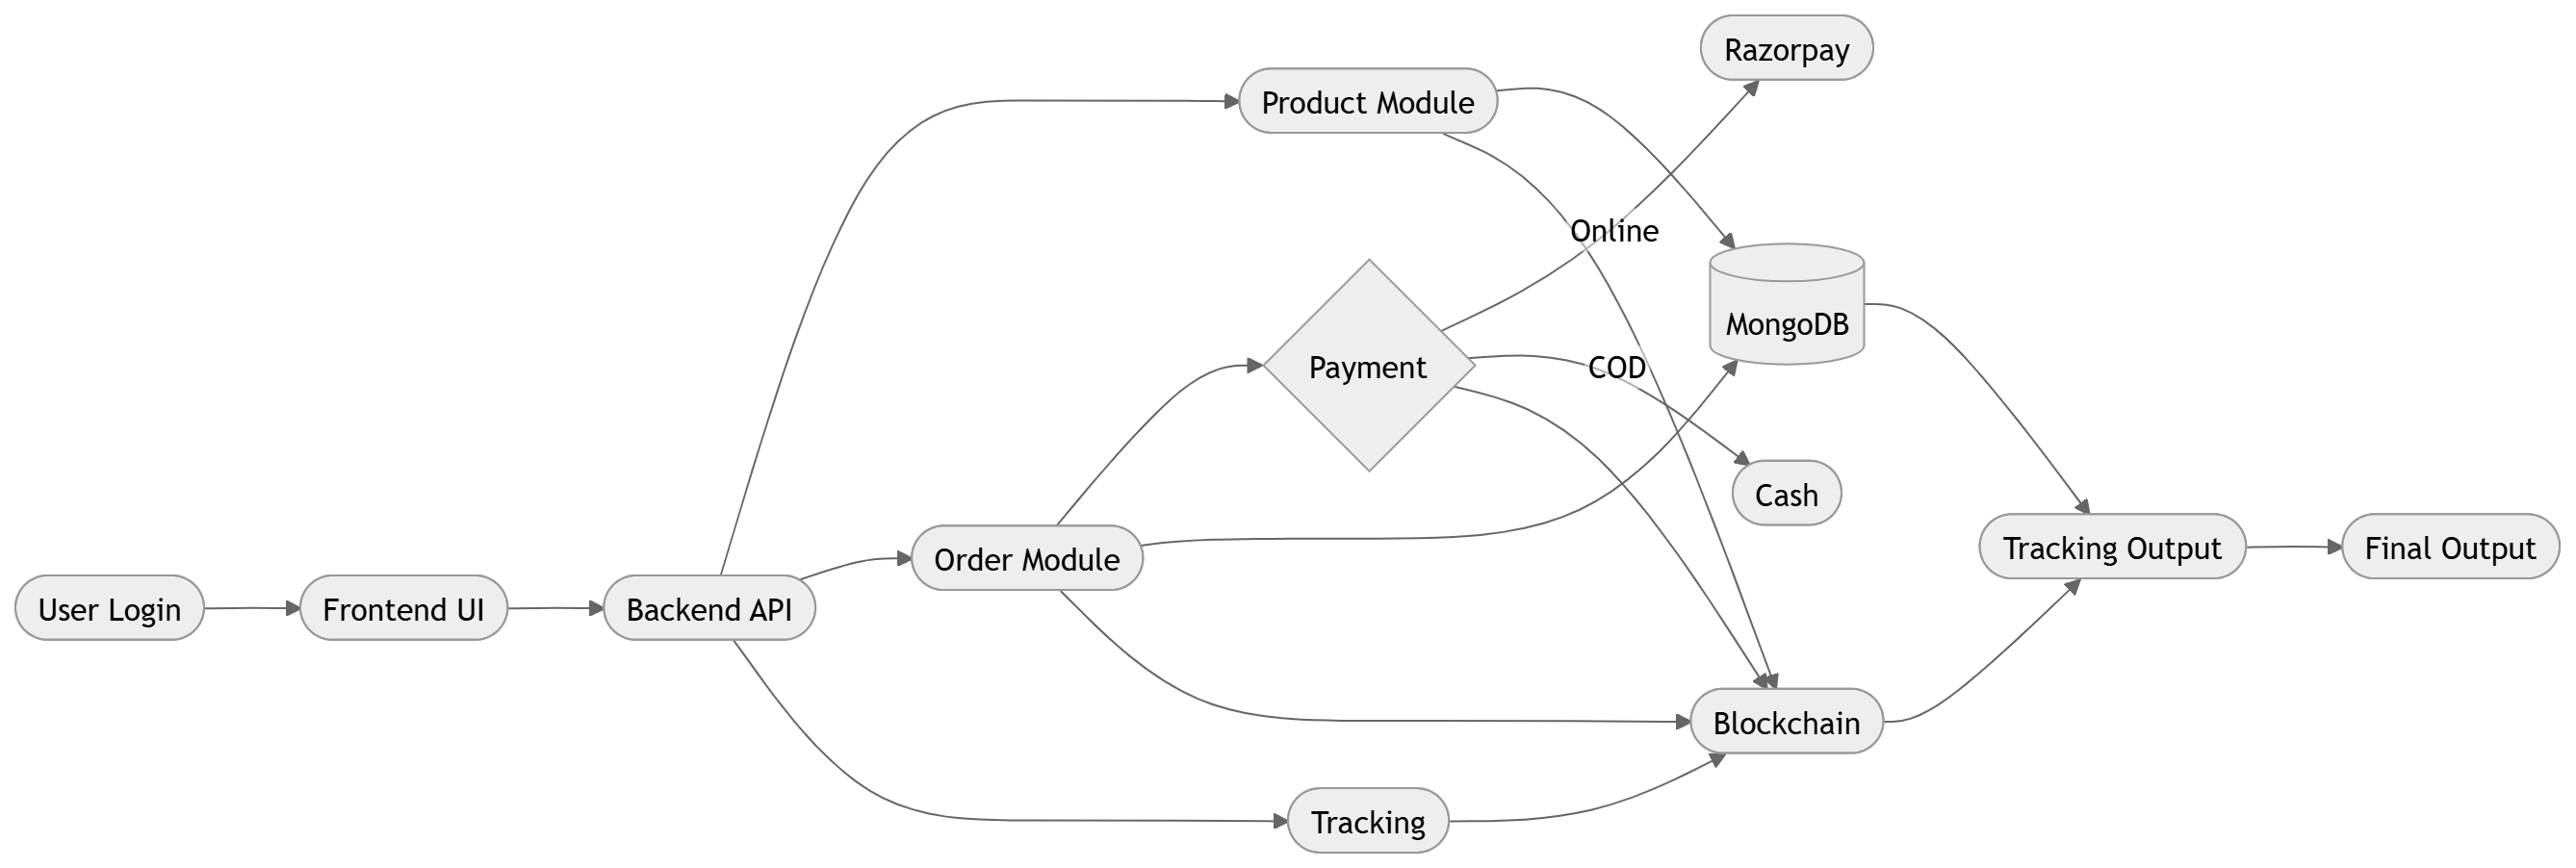 Razorpay
Product Module
Online
MongoDB
Payment
COD
Cash
Order Module
Tracking Output
Final Output
User Login
Frontend UI
Backend API
Blockchain
Tracking